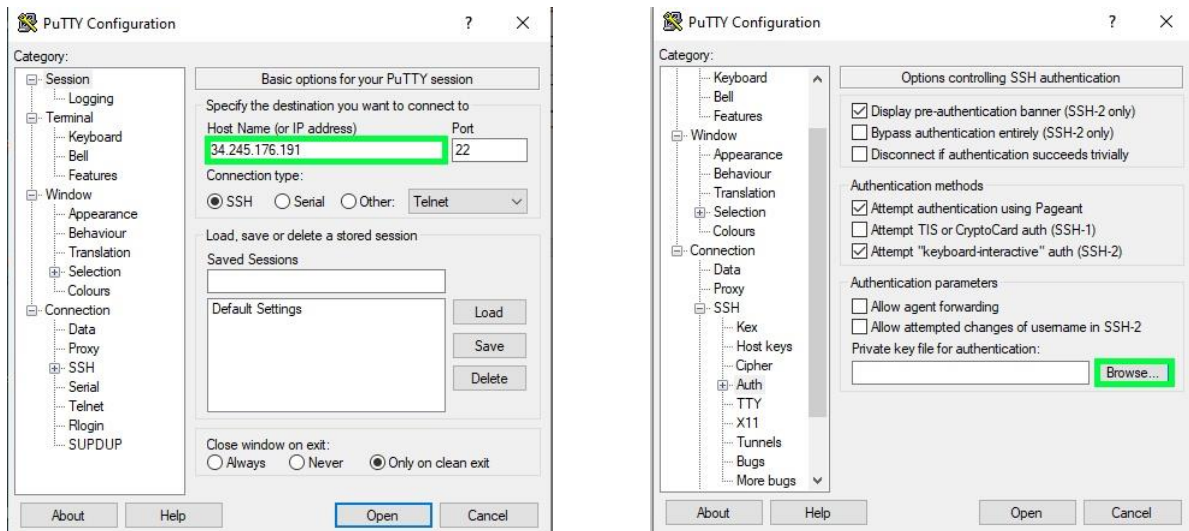 PuTTY Configuration
?
Category:
Session
Logging
Terminal
Keyboard
Bell
Features
Window
Appearance
Behaviour
Translation
Selection
Colours
Connection
Data
Proxy
SSH
Serial
Telnet
Rlogin
SUPDUP
Basic options for your PuTTY session
Specify the destination you want to connect to
Host Name (or IP address)
Port
34.245.176.191
22
Connection type:
SSH
Serial
Other:
Telnet
Load, save or delete a stored session
Saved Sessions
Default Settings
Load
Save
Delete
Close window on exit:
Always
Never
Only on clean exit
About
Help
Open
Cancel
PuTTY Configuration
?
Category:
Keyboard
Bell
Features
Window
Appearance
Behaviour
Translation
Selection
Colours
Connection
Data
Proxy
SSH
Kex
Host keys
Cipher
Auth
TTY
X11
Tunnels
Bugs
More bugs
Options controlling SSH authentication
Display pre-authentication banner (SSH-2 only)
Bypass authentication entirely (SSH-2 only)
Disconnect if authentication succeeds trivially
Authentication methods
Attempt authentication using Pageant
Attempt TIS or CryptoCard auth (SSH-1)
Attempt "keyboard-interactive" auth (SSH-2)
Authentication parameters
Allow agent forwarding
Allow attempted changes of username in SSH-2
Private key file for authentication:
Browse...
About
Help
Open
Cancel